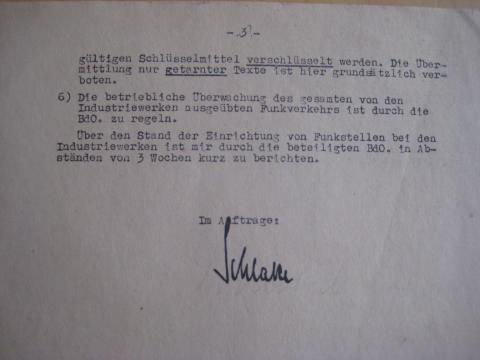 - 3 -
gültigen Schlüsselmittel verschlüsselt werden. Die Über-
mittlung nur getarnter Texte ist hier grundsätzlich ver-
boten.
6) Die betriebliche Überwachung des gesamten von den
Industriewerken ausgeübten Funkverkehrs ist durch die
BdO. zu regeln.
Über den Stand der Einrichtung von Funkstellen bei den
Industriewerken ist mir durch die beteiligten BdO. in Ab-
ständen von 3 Wochen kurz zu berichten.
Im Auftrage:
Schlake